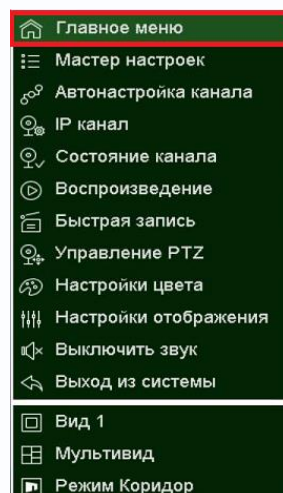 Главное меню
Мастер настроек
Автонастройка канала
IP канал
Состояние канала
Воспроизведение
Быстрая запись
Управление PTZ
Настройки цвета
Настройки отображения
Выключить звук
Выход из системы
Вид 1
Мультивид
Режим Коридор